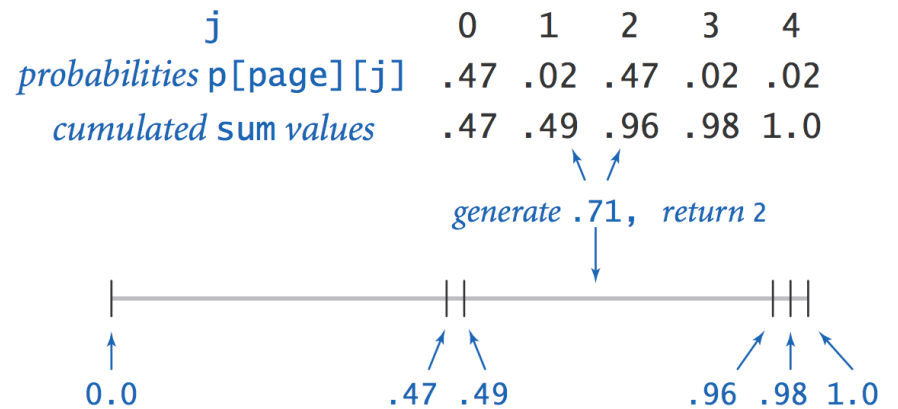 j 0 1 2 3 4
probabilities p[page][j] .47 .02 .47 .02 .02
cumulated sum values .47 .49 .96 .98 1.0
generate .71, return 2
0.0 .47 .49 .96 .98 1.0